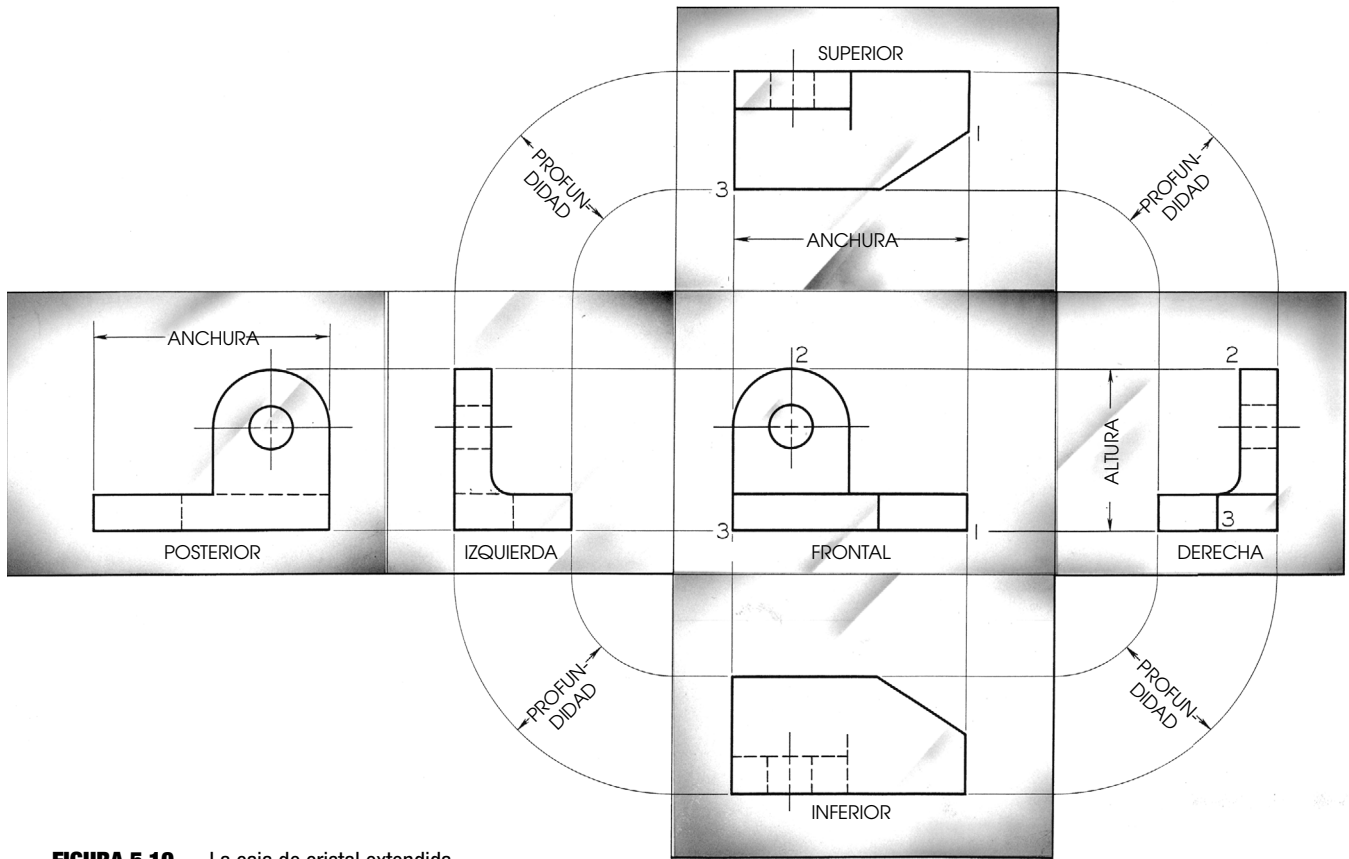 SUPERIOR
1
3
ANCHURA
PROFUN-
DIDAD
PROFUN-
DIDAD
ANCHURA
2
2
ALTURA
3
1
3
POSTERIOR
IZQUIERDA
FRONTAL
DERECHA
PROFUN-
DIDAD
PROFUN-
DIDAD
INFERIOR
FIGURA 5.10 La caja de cristal extendida